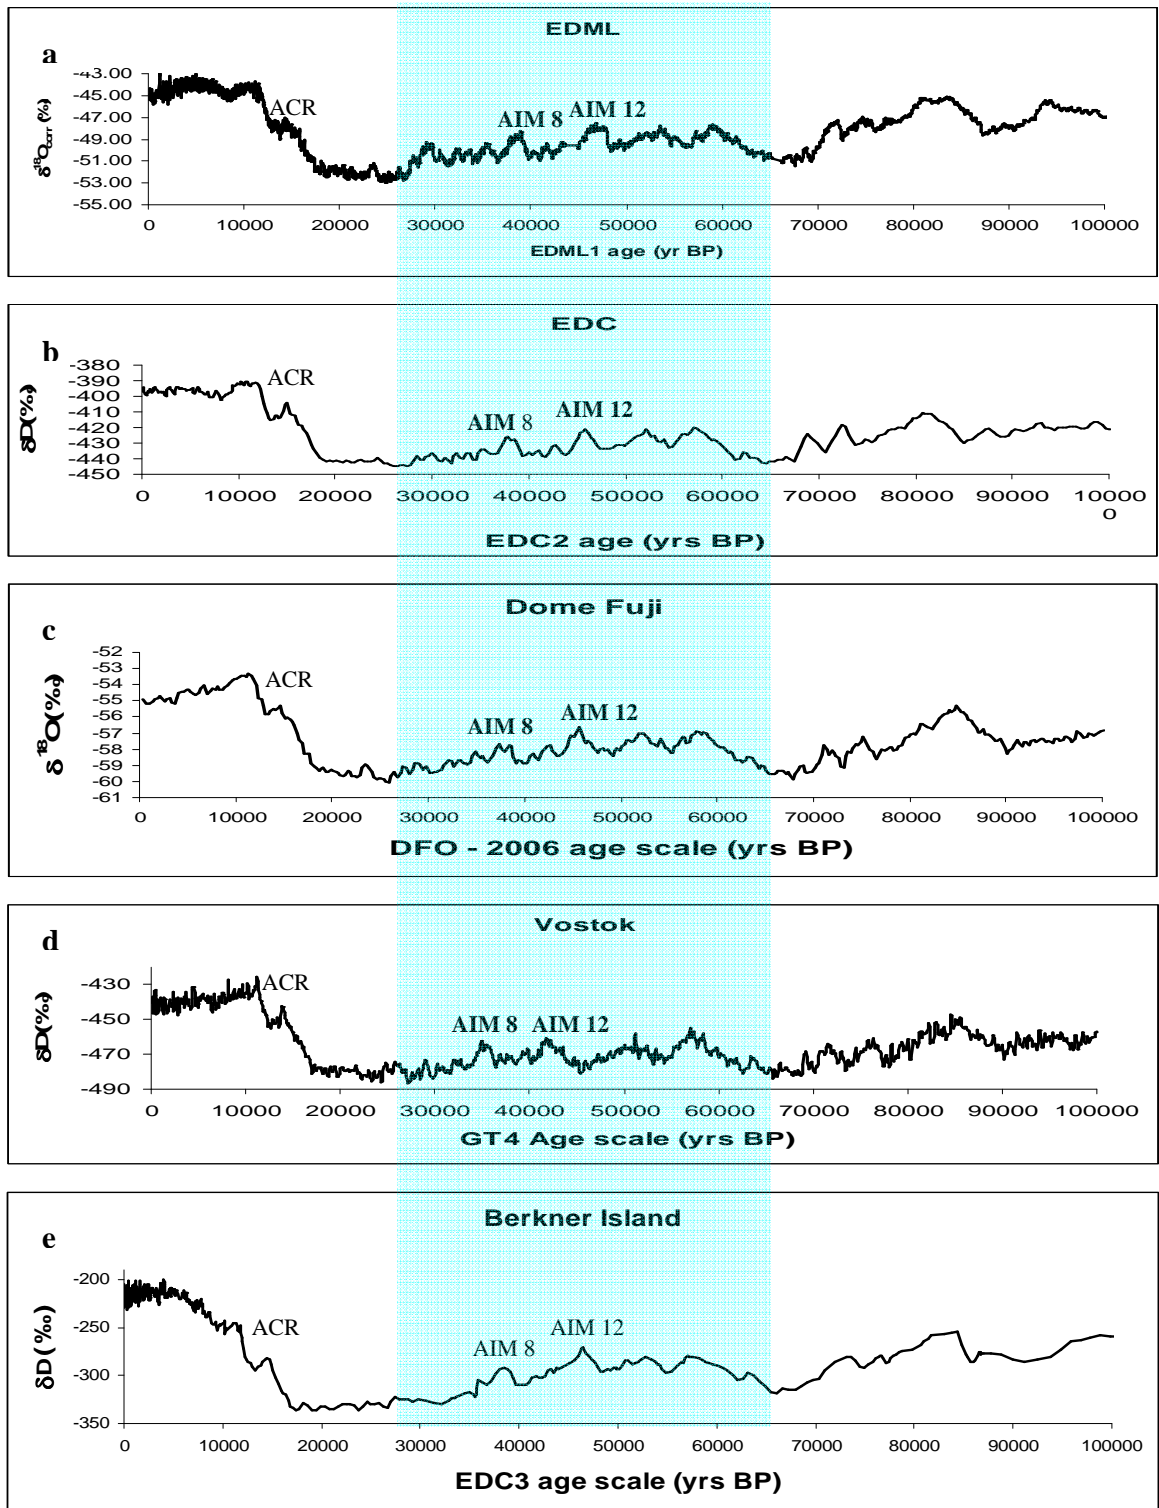 EDML
a
-43.00
-45.00
-47.00
-49.00
-51.00
-53.00
-55.00
δ18Ocorr (‰)
ACR
AIM 8
AIM 12
0 10000 20000 30000 40000 50000 60000 70000 80000 90000 100000
EDML1 age (yr BP)
EDC
b
-380
-390
-400
-410
-420
-430
-440
-450
δD(‰)
ACR
AIM 8
AIM 12
0 10000 20000 30000 40000 50000 60000 70000 80000 90000 10000
0
EDC2 age (yrs BP)
Dome Fuji
c
-52
-53
-54
-55
-56
-57
-58
-59
-60
-61
δ 18O(‰)
ACR
AIM 8
AIM 12
0 10000 20000 30000 40000 50000 60000 70000 80000 90000 100000
DFO - 2006 age scale (yrs BP)
Vostok
d
-430
-450
-470
-490
δD(‰)
ACR
AIM 8
AIM 12
0 10000 20000 30000 40000 50000 60000 70000 80000 90000 100000
GT4 Age scale (yrs BP)
Berkner Island
e
-200
-250
-300
-350
δD (‰)
ACR
AIM 8
AIM 12
0 10000 20000 30000 40000 50000 60000 70000 80000 90000 100000
EDC3 age scale (yrs BP)